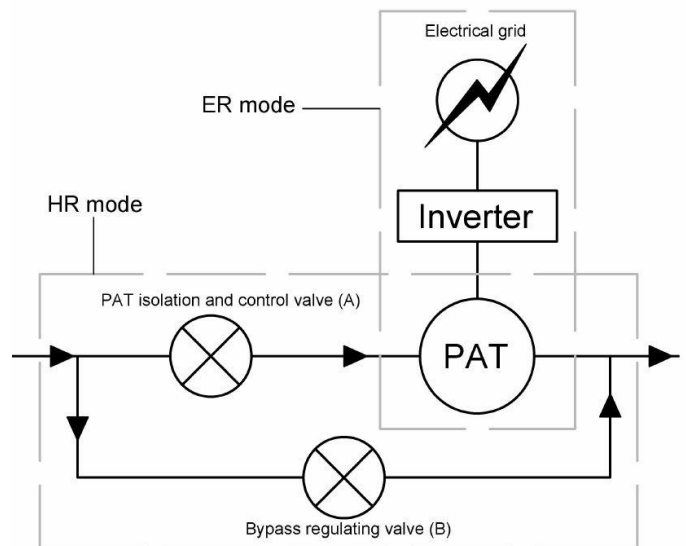 Electrical grid
ER mode
Inverter
HR mode
PAT isolation and control valve (A)
PAT
Bypass regulating valve (B)